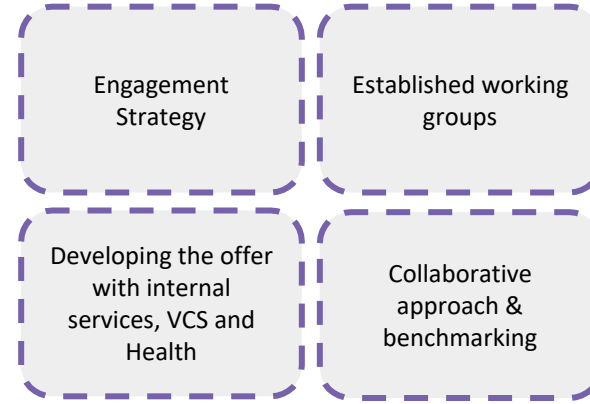 Engagement
Strategy
Established working
groups
Developing the offer
with internal
services, VCS and
Health
Collaborative
approach &
benchmarking